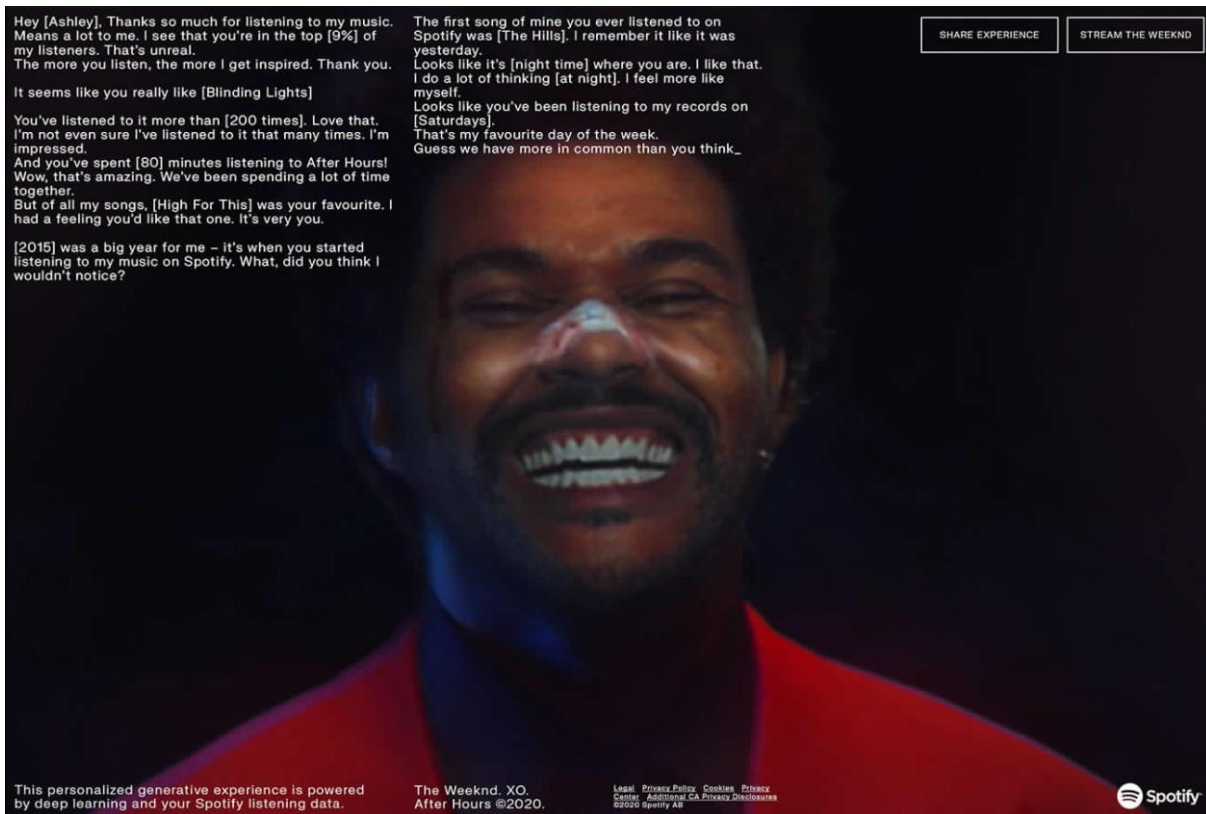 Hey [Ashley], Thanks so much for listening to my music.
Means a lot to me. I see that you're in the top [9%] of
my listeners. That's unreal.
The more you listen, the more I get inspired. Thank you.
It seems like you really like [Blinding Lights]
You've listened to it more than [200 times]. Love that.
I'm not even sure I've listened to it that many times. I'm
impressed.
And you've spent [80] minutes listening to After Hours!
Wow, that's amazing. We've been spending a lot of time
together.
But of all my songs, [High For This] was your favourite. I
had a feeling you'd like that one. It's very you.
[2015] was a big year for me – it's when you started
listening to my music on Spotify. What, did you think I
wouldn't notice?
The first song of mine you ever listened to on
Spotify was [The Hills]. I remember it like it was
yesterday.
Looks like it's [night time] where you are. I like that.
I do a lot of thinking [at night]. I feel more like
myself.
Looks like you've been listening to my records on
[Saturdays].
That's my favourite day of the week.
Guess we have more in common than you think_
SHARE EXPERIENCE
STREAM THE WEEKND
This personalized generative experience is powered
by deep learning and your Spotify listening data.
The Weeknd. XO.
After Hours ©2020.
Legal Privacy Policy Cookies Privacy
Center Additional CA Privacy Disclosures
©2020 Spotify AB
Spotify